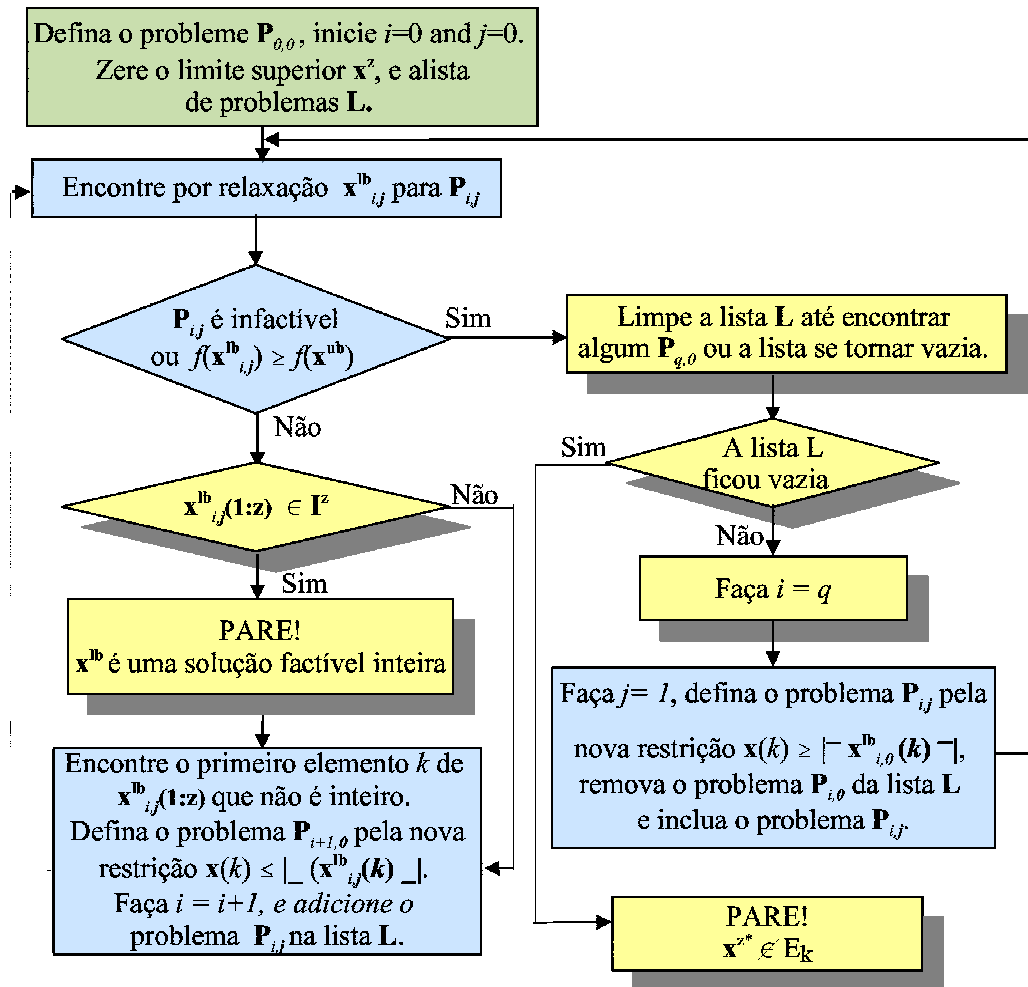 Defina o probleme P0,0, inicie i=0 and j=0.
Zere o limite superior xz, e alista
de problemas L.
Encontre por relaxação xlbi,j para Pi,j
Pi,j é infactível
ou f(xlbi,j) ≥ f(xub)
Sim
Não
Limpe a lista L até encontrar
algum Pq,0 ou a lista se tornar vazia.
A lista L
ficou vazia
Sim
Não
xlbi,j(1:z) ∈ Iz
Não
Sim
PARE!
xlb é uma solução factível inteira
Faça i = q
Faça j= 1, defina o problema Pi,j pela
nova restrição x(k) ≥ |¯ xlbi,0 (k) ¯|,
remova o problema Pi,0 da lista L
e inclua o problema Pi,j.
Encontre o primeiro elemento k de
xlbi,j(1:z) que não é inteiro.
Defina o problema Pi+1,0 pela nova
restrição x(k) ≤ |_ (xlbi,j(k) _|.
Faça i = i+1, e adicione o
problema Pi,j na lista L.
PARE!
xz* ∉ Ek